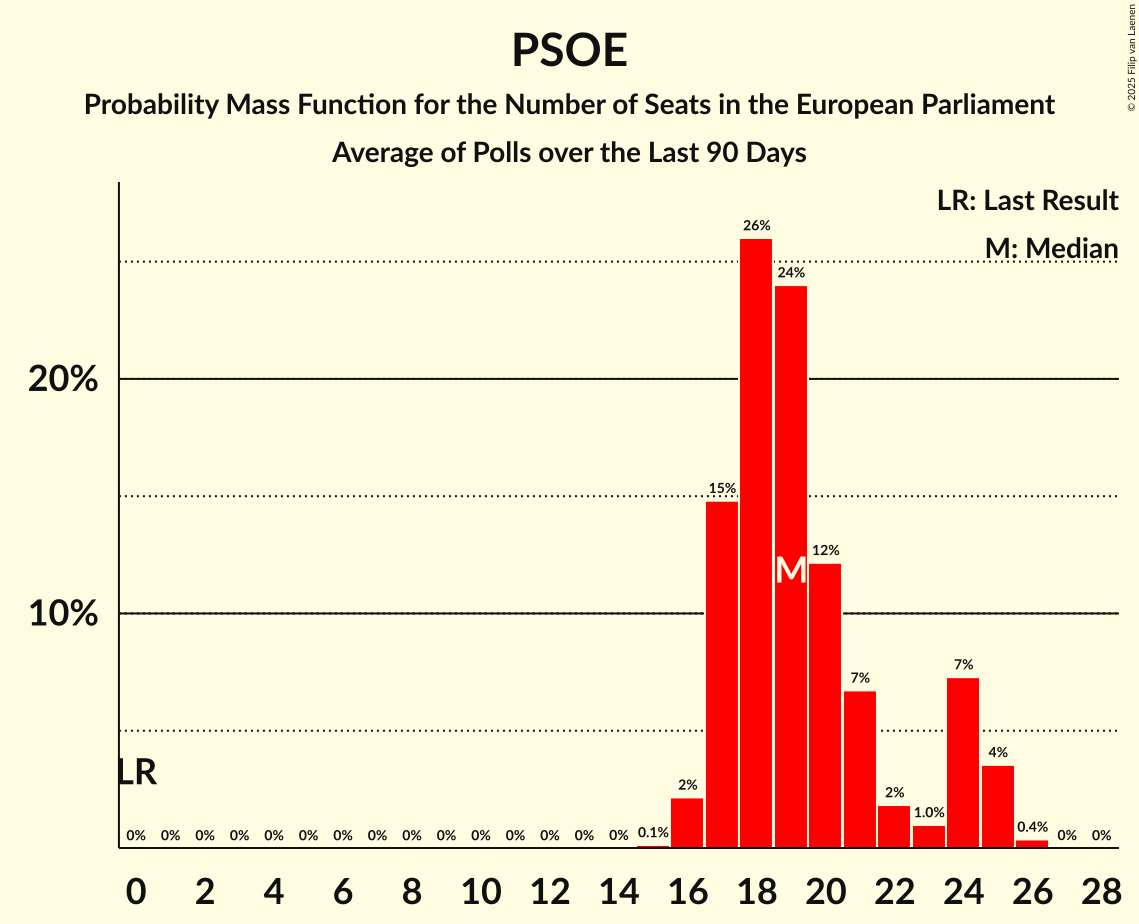 PSOE
Probability Mass Function for the Number of Seats in the European Parliament
Average of Polls over the Last 90 Days
© 2025 Filip van Laenen
LR: Last Result
M: Median
26%
24%
20%
15%
12%
M
10%
7%
7%
4%
LR
2%
2%
1.0%
0% 0% 0% 0% 0% 0% 0% 0% 0% 0% 0% 0% 0% 0% 0% 0.1% 0.4% 0% 0%
0 2 4 6 8 10 12 14 16 18 20 22 24 26 28